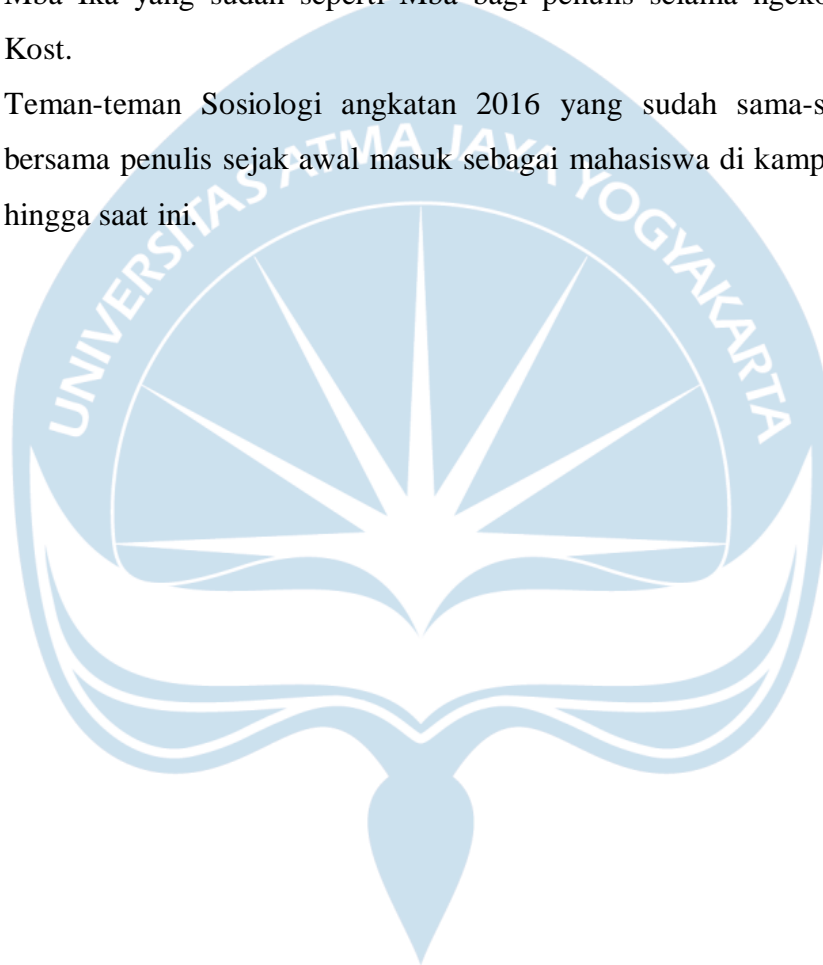 Mba Ika yang sudah seperti Mba bagi penulis selama
Kost.
Teman-teman Sosiologi angkatan 2016 yang sudah
bersama penulis sejak awal masuk sebagai mahasiswa di
hingga saat ini.
UNIVERSITAS ATMA JAYA YOGYAKARTA